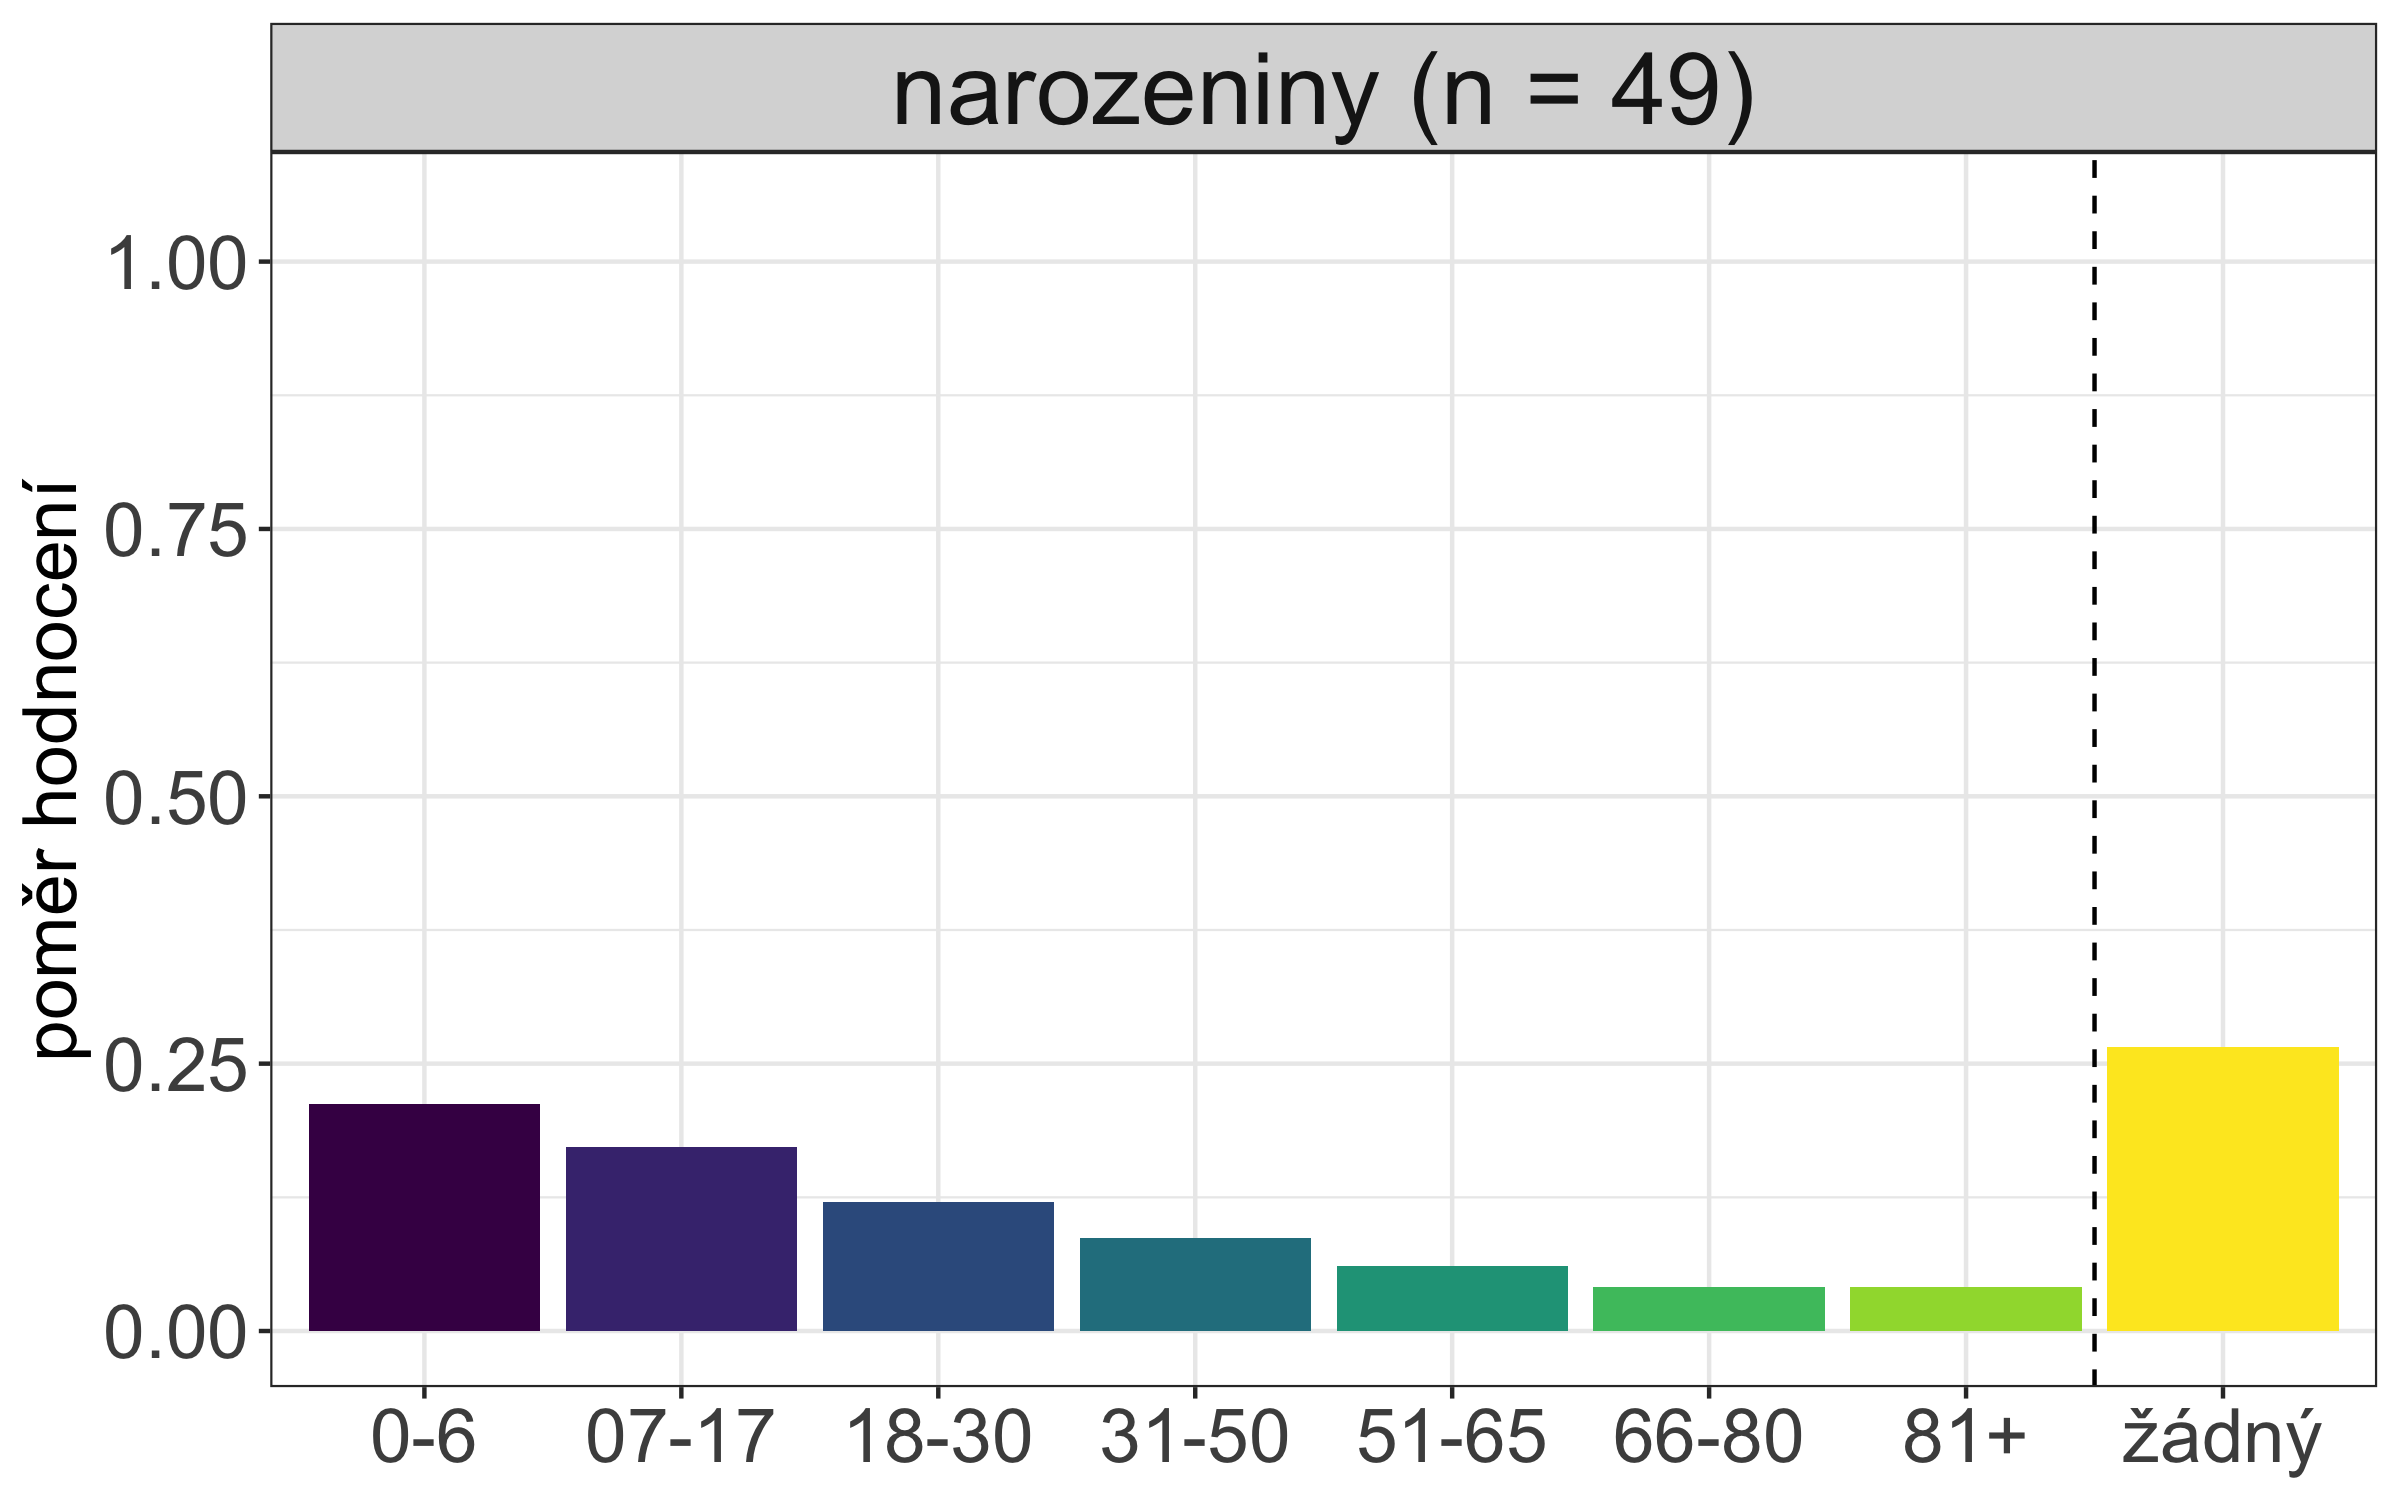 narozeniny (n = 49)
poměr hodnocení
1.00
0.75
0.50
0.25
0.00
0-6 07-17 18-30 31-50 51-65 66-80 81+ žádný